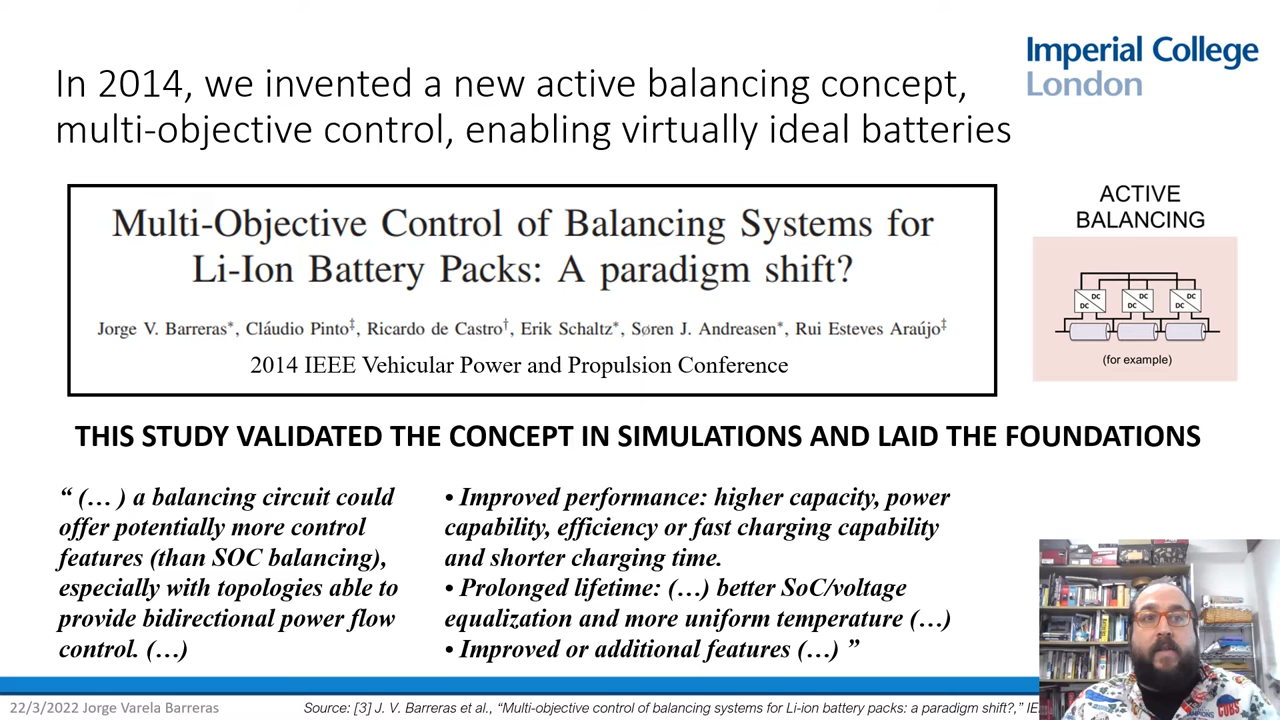 In 2014, we invented a new active balancing concept,
multi-objective control, enabling virtually ideal batteries
Imperial College
London
Multi-Objective Control of Balancing Systems for
Li-Ion Battery Packs: A paradigm shift?
Jorge V. Barreras*, Cláudio Pinto‡, Ricardo de Castro†, Erik Schaltz*, Søren J. Andreasen*, Rui Esteves Araújo‡
2014 IEEE Vehicular Power and Propulsion Conference
ACTIVE
BALANCING
DC DC DC
DC DC DC
(for example)
THIS STUDY VALIDATED THE CONCEPT IN SIMULATIONS AND LAID THE FOUNDATIONS
“ (… ) a balancing circuit could
offer potentially more control
features (than SOC balancing),
especially with topologies able to
provide bidirectional power flow
control. (…)
• Improved performance: higher capacity, power
capability, efficiency or fast charging capability
and shorter charging time.
• Prolonged lifetime: (…) better SoC/voltage
equalization and more uniform temperature (…)
• Improved or additional features (…) ”
CUBS
22/3/2022 Jorge Varela Barreras
Source: [3] J. V. Barreras et al., “Multi-objective control of balancing systems for Li-ion battery packs: a paradigm shift?,”